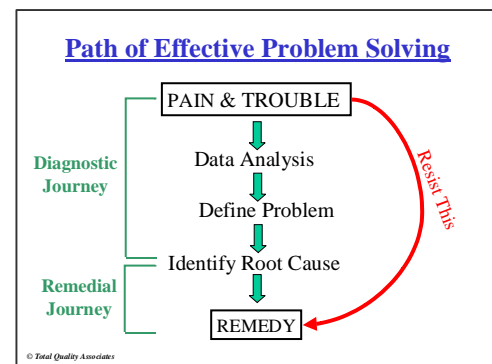 Path of Effective Problem Solving
PAIN & TROUBLE
Data Analysis
Define Problem
Identify Root Cause
REMEDY
Diagnostic
Journey
Remedial
Journey
Resist This
© Total Quality Associates